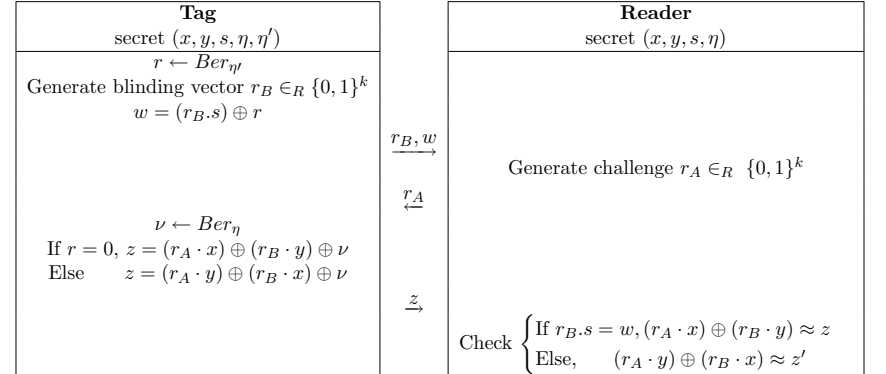 Tag
secret (x, y, s, η, η′)
r ← Ber_η′
Generate blinding vector r_B ∈_R {0, 1}^k
w = (r_B.s) ⊕ r
ν ← Ber_η
If r = 0, z = (r_A · x) ⊕ (r_B · y) ⊕ ν
Else z = (r_A · y) ⊕ (r_B · x) ⊕ ν
r_B, w
→
r_A
←
z
→
Reader
secret (x, y, s, η)
Generate challenge r_A ∈_R {0, 1}^k
Check { If r_B.s = w, (r_A · x) ⊕ (r_B · y) ≈ z
Else, (r_A · y) ⊕ (r_B · x) ≈ z′